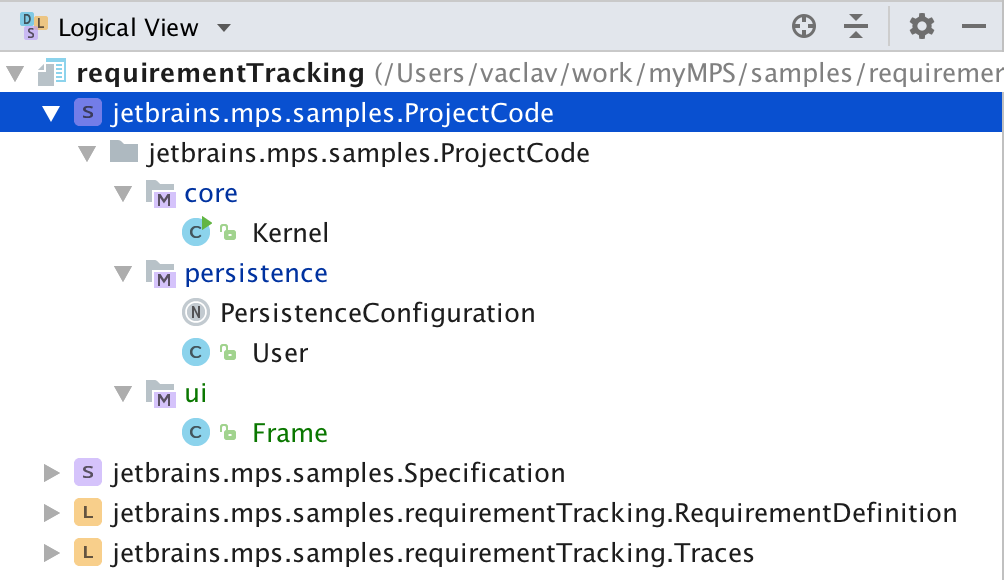 D L S Logical View
requirementTracking (/Users/vaclav/work/myMPS/samples/requiremer
S jetbrains.mps.samples.ProjectCode
jetbrains.mps.samples.ProjectCode
M core
C Kernel
M persistence
N PersistenceConfiguration
C User
M ui
C Frame
S jetbrains.mps.samples.Specification
L jetbrains.mps.samples.requirementTracking.RequirementDefinition
L jetbrains.mps.samples.requirementTracking.Traces